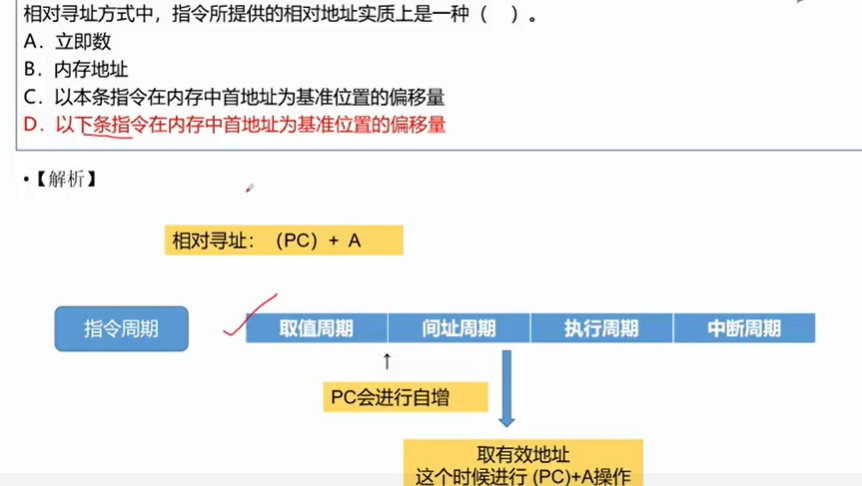 相对寻址方式中，指令所提供的相对地址实质上是一种（　）。
A．立即数
B．内存地址
C．以本条指令在内存中首地址为基准位置的偏移量
D．以下条指令在内存中首地址为基准位置的偏移量
•【解析】
相对寻址：（PC）+ A
指令周期
取值周期 间址周期 执行周期 中断周期
↑
PC会进行自增
取有效地址
这个时候进行 (PC)+A操作